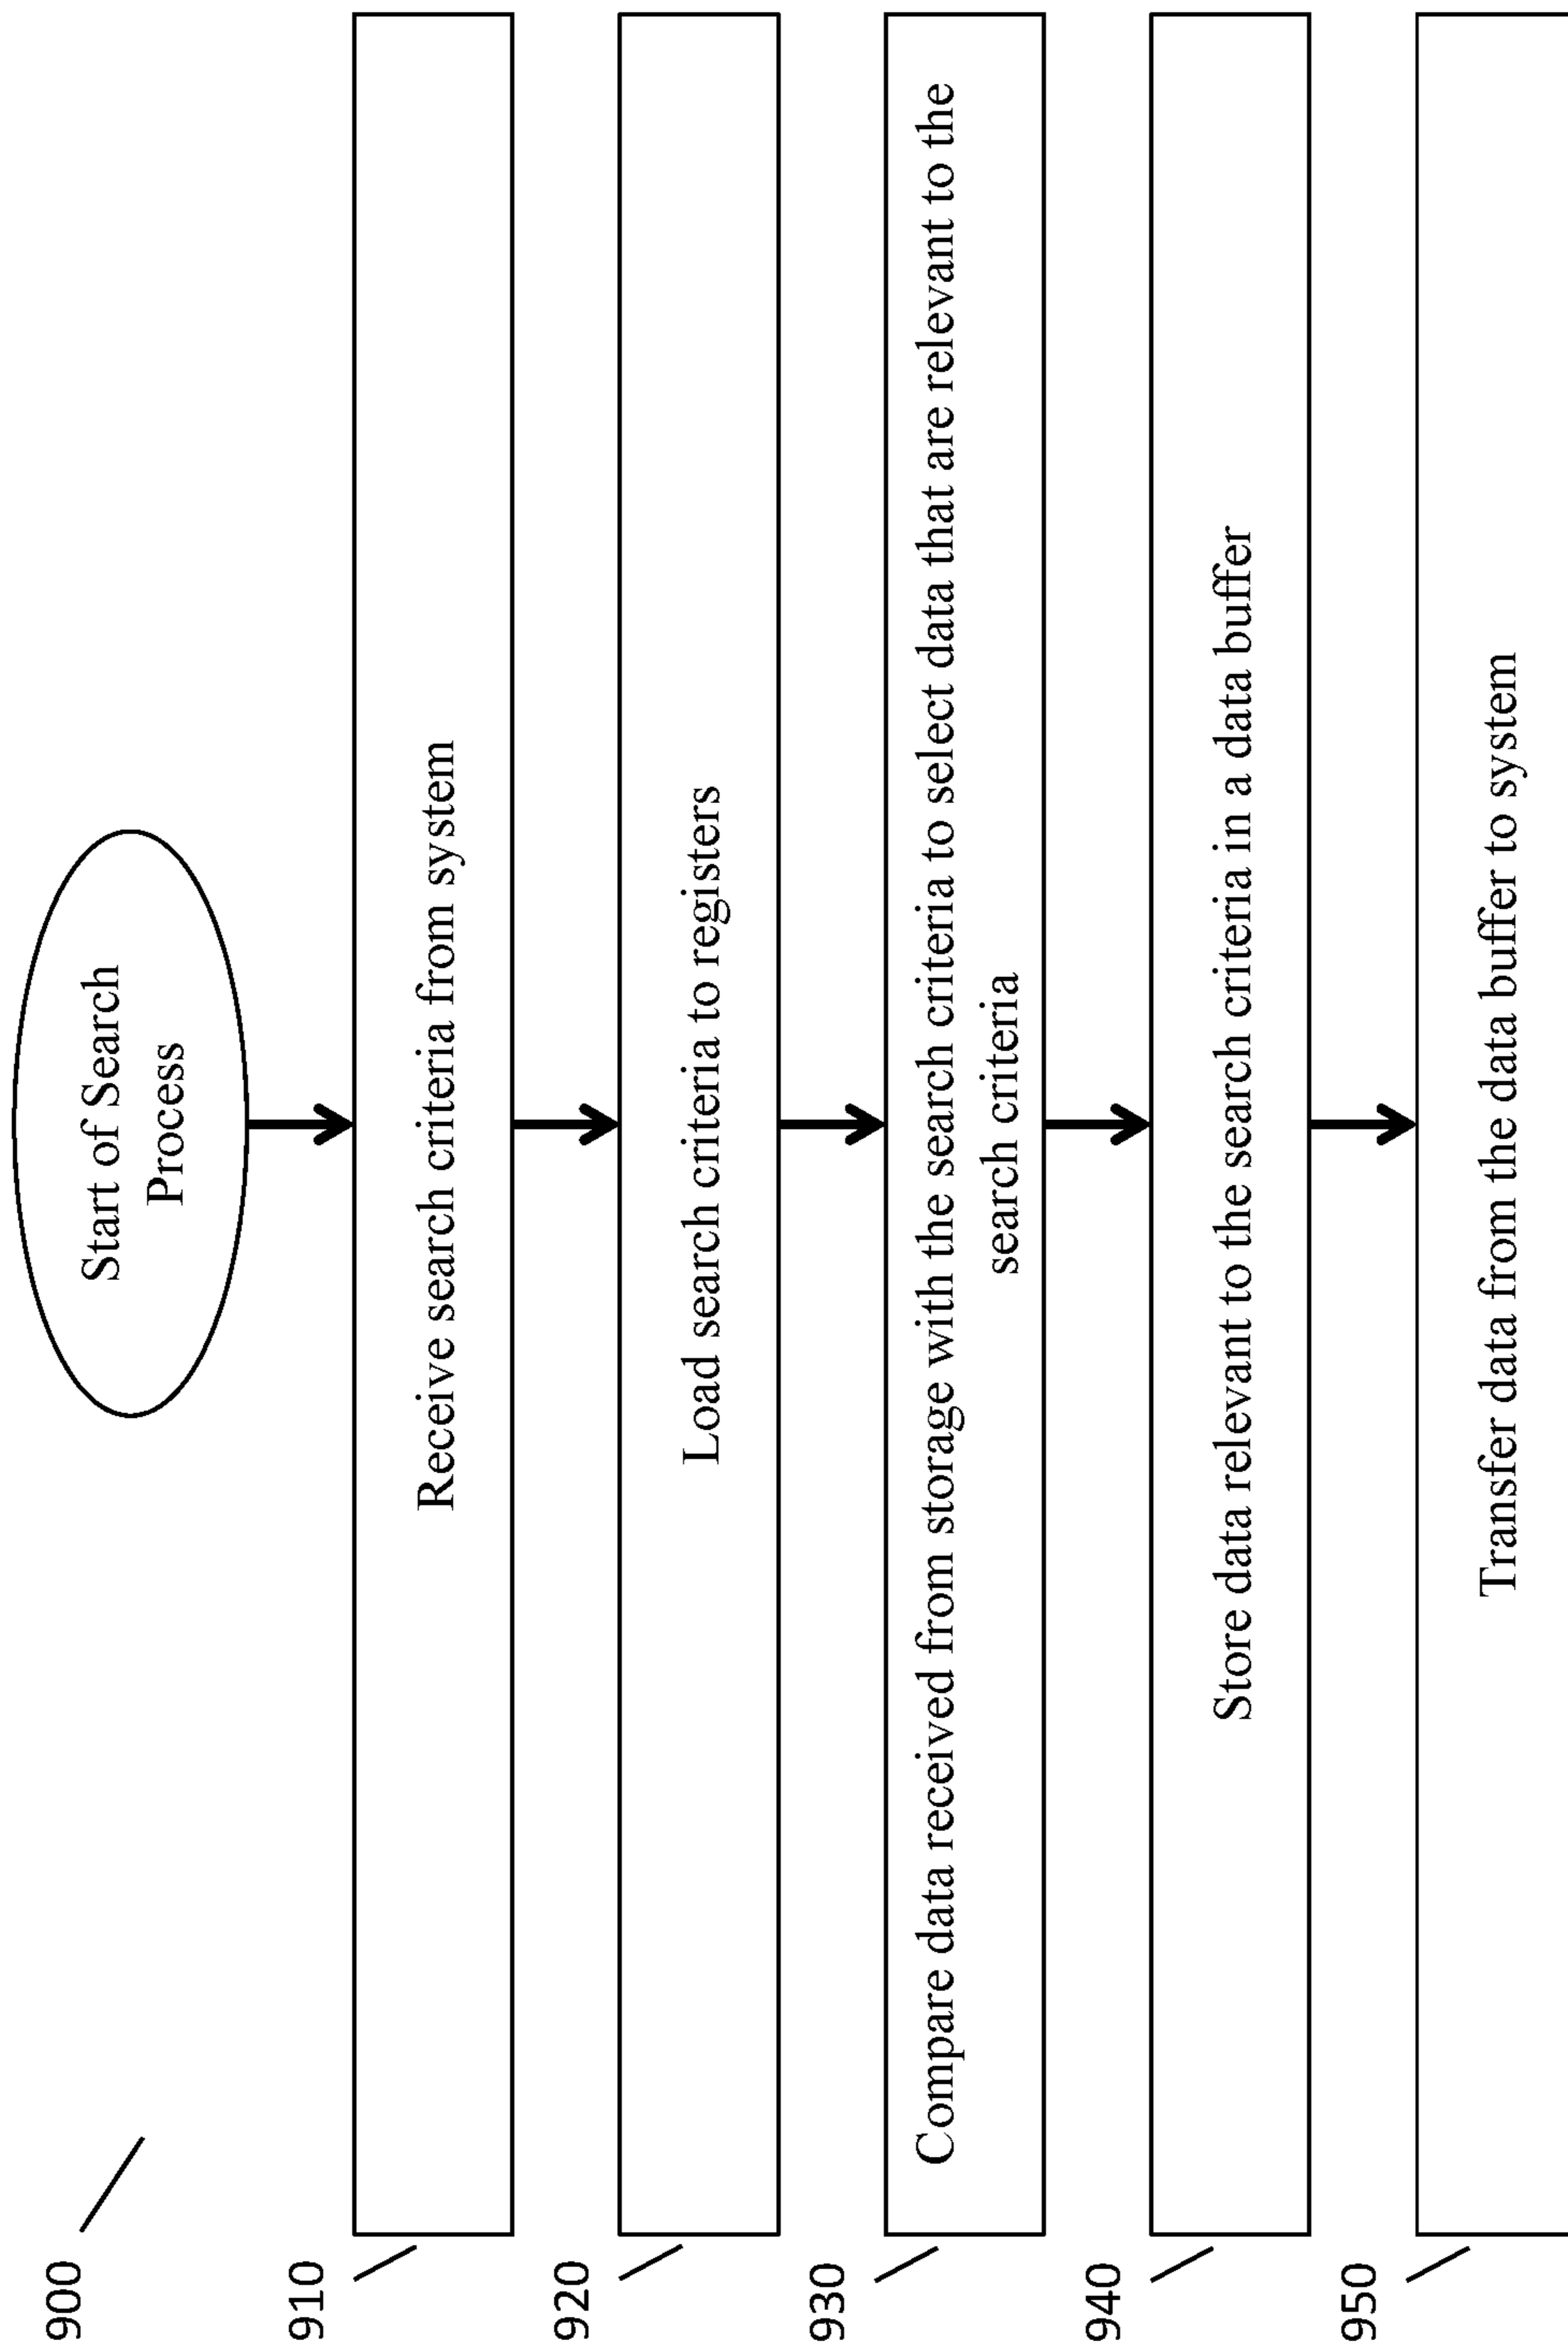 900
Start of Search
Process
910
Receive search criteria from system
920
Load search criteria to registers
930
Compare data received from storage with the search criteria to select data that are relevant to the
search criteria
940
Store data relevant to the search criteria in a data buffer
950
Transfer data from the data buffer to system